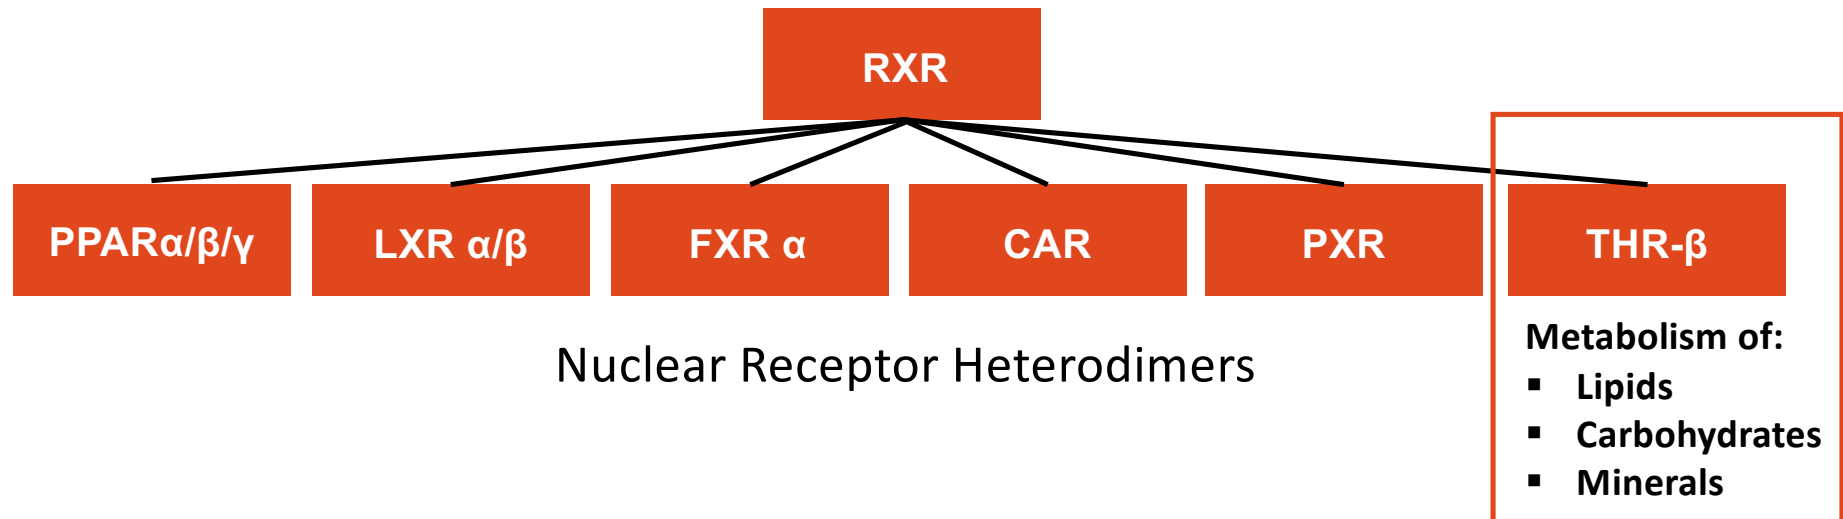 RXR
PPARα/β/γ
LXR α/β
FXR α
CAR
PXR
THR-β
Nuclear Receptor Heterodimers
Metabolism of:
▪ Lipids
▪ Carbohydrates
▪ Minerals